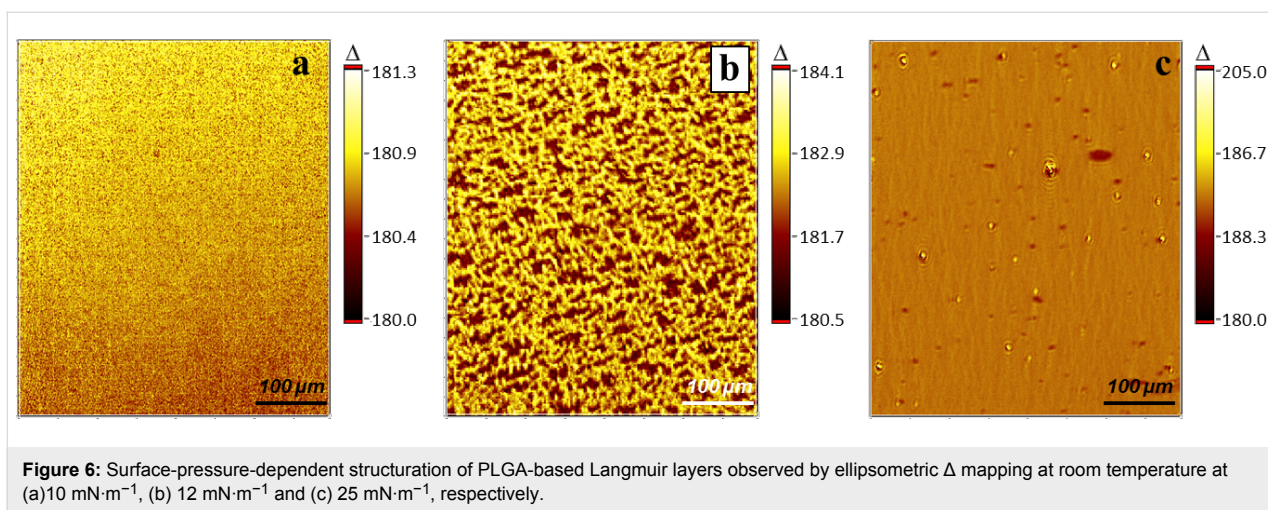 a
Δ
181.3
180.9
180.4
180.0
100 µm
b
Δ
184.1
182.9
181.7
180.5
100 µm
c
Δ
205.0
186.7
188.3
180.0
100 µm
Figure 6: Surface-pressure-dependent structuration of PLGA-based Langmuir layers observed by ellipsometric Δ mapping at room temperature at
(a)10 mN·m⁻¹, (b) 12 mN·m⁻¹ and (c) 25 mN·m⁻¹, respectively.